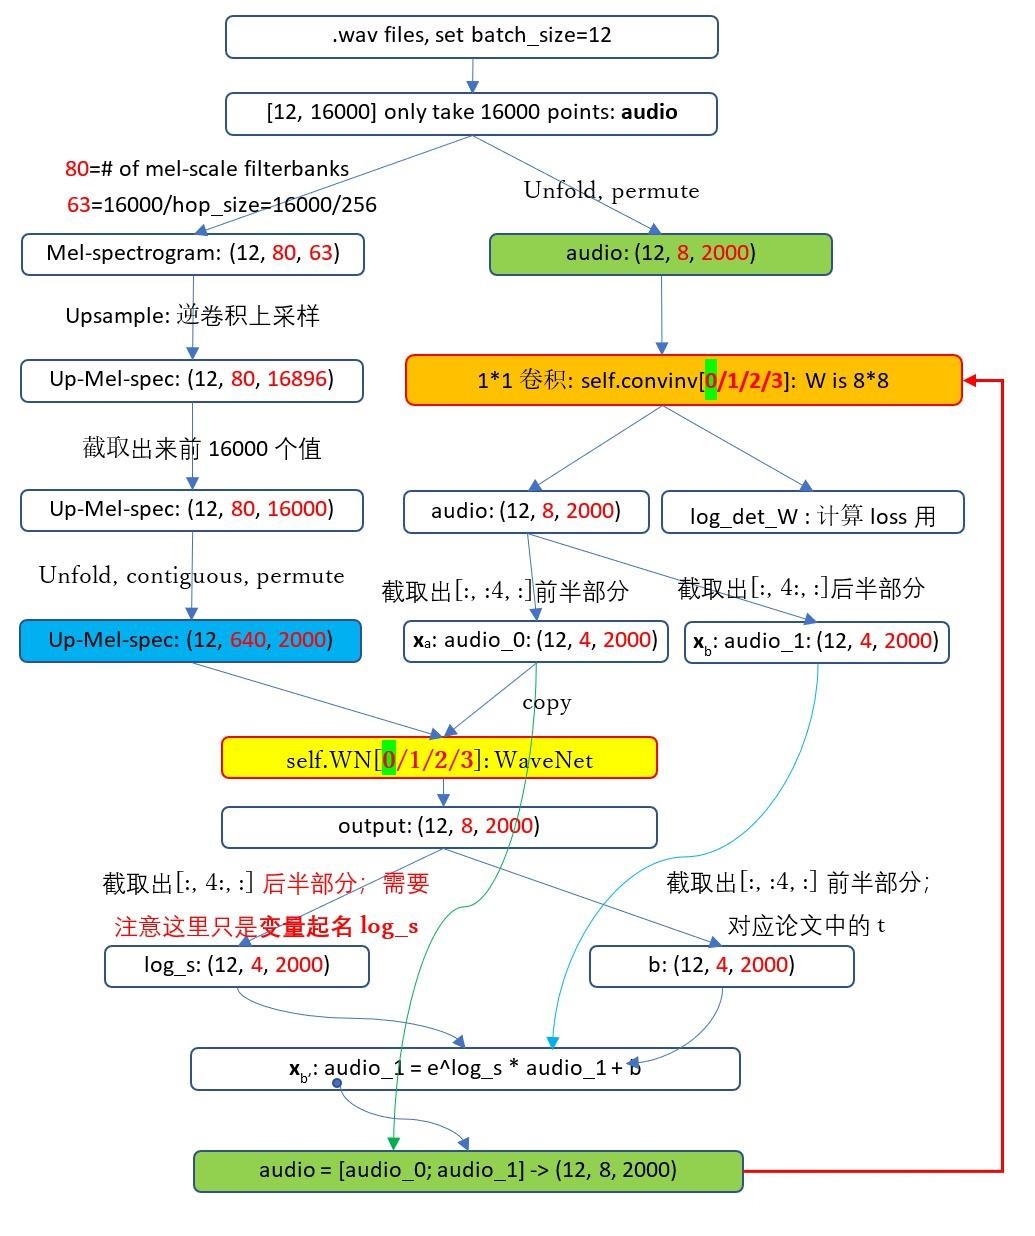 .wav files, set batch_size=12
[12, 16000] only take 16000 points: audio
80=# of mel-scale filterbanks
63=16000/hop_size=16000/256
Unfold, permute
Mel-spectrogram: (12, 80, 63)
audio: (12, 8, 2000)
Upsample: 逆卷积上采样
Up-Mel-spec: (12, 80, 16896)
1*1 卷积: self.convinv[0/1/2/3]: W is 8*8
截取出来前 16000 个值
Up-Mel-spec: (12, 80, 16000)
audio: (12, 8, 2000)
log_det_W : 计算 loss 用
Unfold, contiguous, permute
截取出[:, :4, :]前半部分
截取出[:, 4:, :]后半部分
Up-Mel-spec: (12, 640, 2000)
xa: audio_0: (12, 4, 2000)
xb: audio_1: (12, 4, 2000)
copy
self.WN[0/1/2/3]: WaveNet
output: (12, 8, 2000)
截取出[:, 4:, :] 后半部分；需要
注意这里只是变量起名 log_s
截取出[:, :4, :] 前半部分；
对应论文中的 t
log_s: (12, 4, 2000)
b: (12, 4, 2000)
xb′: audio_1 = e^log_s * audio_1 + b
audio = [audio_0; audio_1] -> (12, 8, 2000)